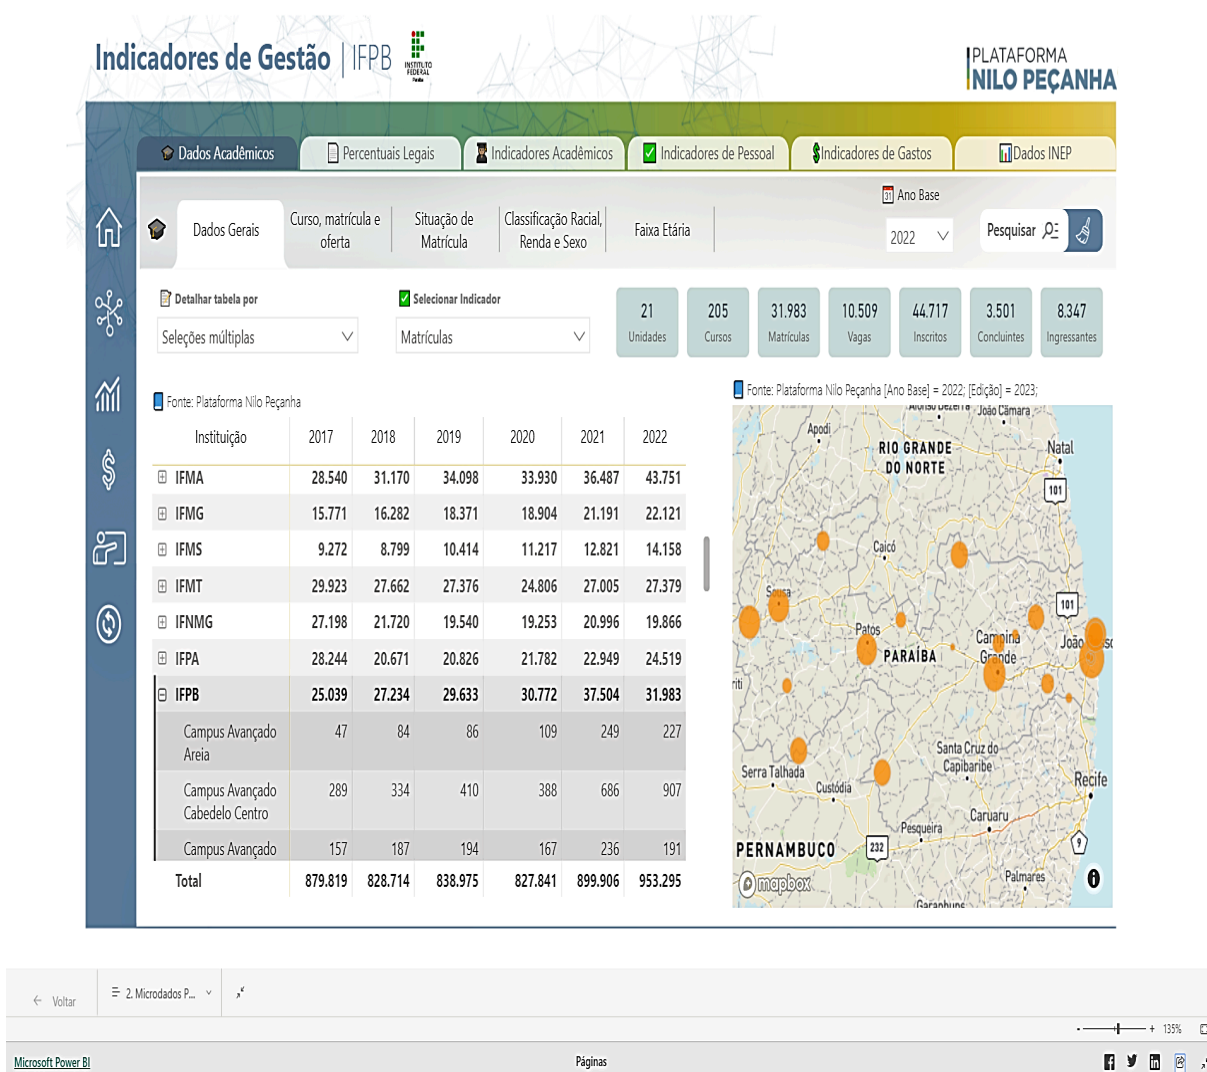 Indicadores de Gestão | IFPB
INSTITUTO
FEDERAL
Paraíba
PLATAFORMA
NILO PEÇANHA
Dados Acadêmicos
Percentuais Legais
Indicadores Acadêmicos
Indicadores de Pessoal
Indicadores de Gastos
Dados INEP
Dados Gerais
Curso, matrícula e
oferta
Situação de
Matrícula
Classificação Racial,
Renda e Sexo
Faixa Etária
31 Ano Base
2022
Pesquisar
Detalhar tabela por
Seleções múltiplas
Selecionar Indicador
Matrículas
21
Unidades
205
Cursos
31.983
Matrículas
10.509
Vagas
44.717
Inscritos
3.501
Concluintes
8.347
Ingressantes
Fonte: Plataforma Nilo Peçanha
Instituição 2017 2018 2019 2020 2021 2022
IFMA 28.540 31.170 34.098 33.930 36.487 43.751
IFMG 15.771 16.282 18.371 18.904 21.191 22.121
IFMS 9.272 8.799 10.414 11.217 12.821 14.158
IFMT 29.923 27.662 27.376 24.806 27.005 27.379
IFNMG 27.198 21.720 19.540 19.253 20.996 19.866
IFPA 28.244 20.671 20.826 21.782 22.949 24.519
IFPB 25.039 27.234 29.633 30.772 37.504 31.983
Campus Avançado 47 84 86 109 249 227
Areia
Campus Avançado 289 334 410 388 686 907
Cabedelo Centro
Campus Avançado 157 187 194 167 236 191
Total 879.819 828.714 838.975 827.841 899.906 953.295
Fonte: Plataforma Nilo Peçanha [Ano Base] = 2022; [Edição] = 2023;
Afonso Bezerra
João Câmara
Apodi
RIO GRANDE
DO NORTE
Natal
101
Caicó
Sousa
101
Patos
Campina
Grande
João
PARAÍBA
Santa Cruz do
Capibaribe
Serra Talhada
Custódia
Recife
Caruaru
Pesqueira
PERNAMBUCO
232
9
Palmares
mapbox
Garanhuns
← Voltar
2. Microdados P...
- + 135%
Microsoft Power BI
Páginas